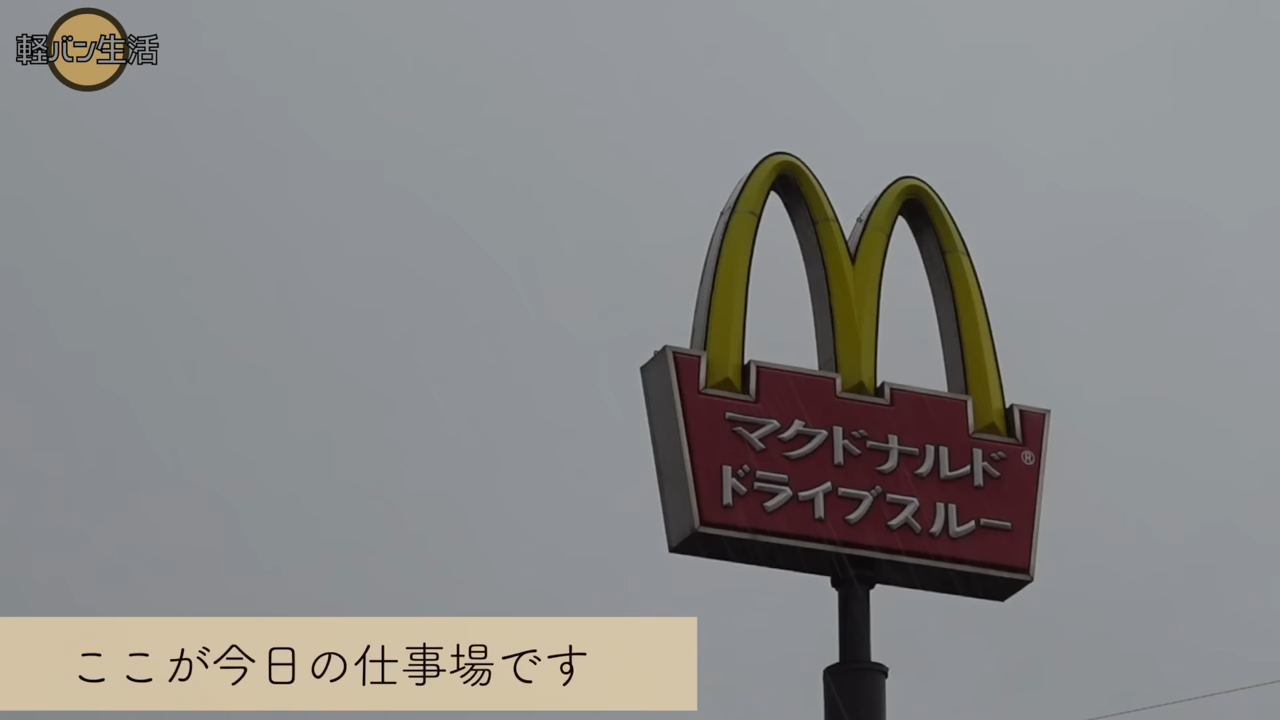 軽バン生活
マクドナルド®
ドライブスルー
ここが今日の仕事場です